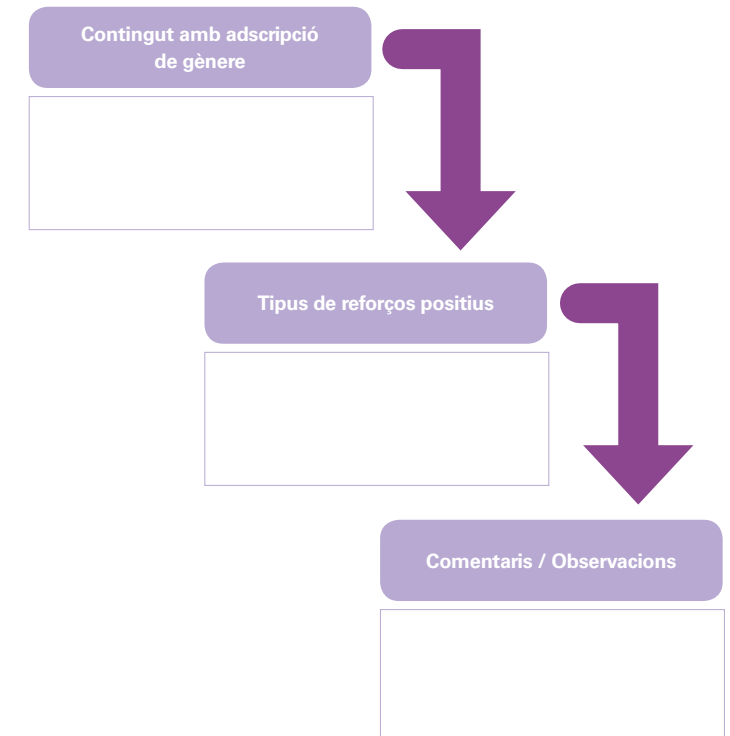 Contingut amb adscripció
de gènere
Tipus de reforços positius
Comentaris / Observacions